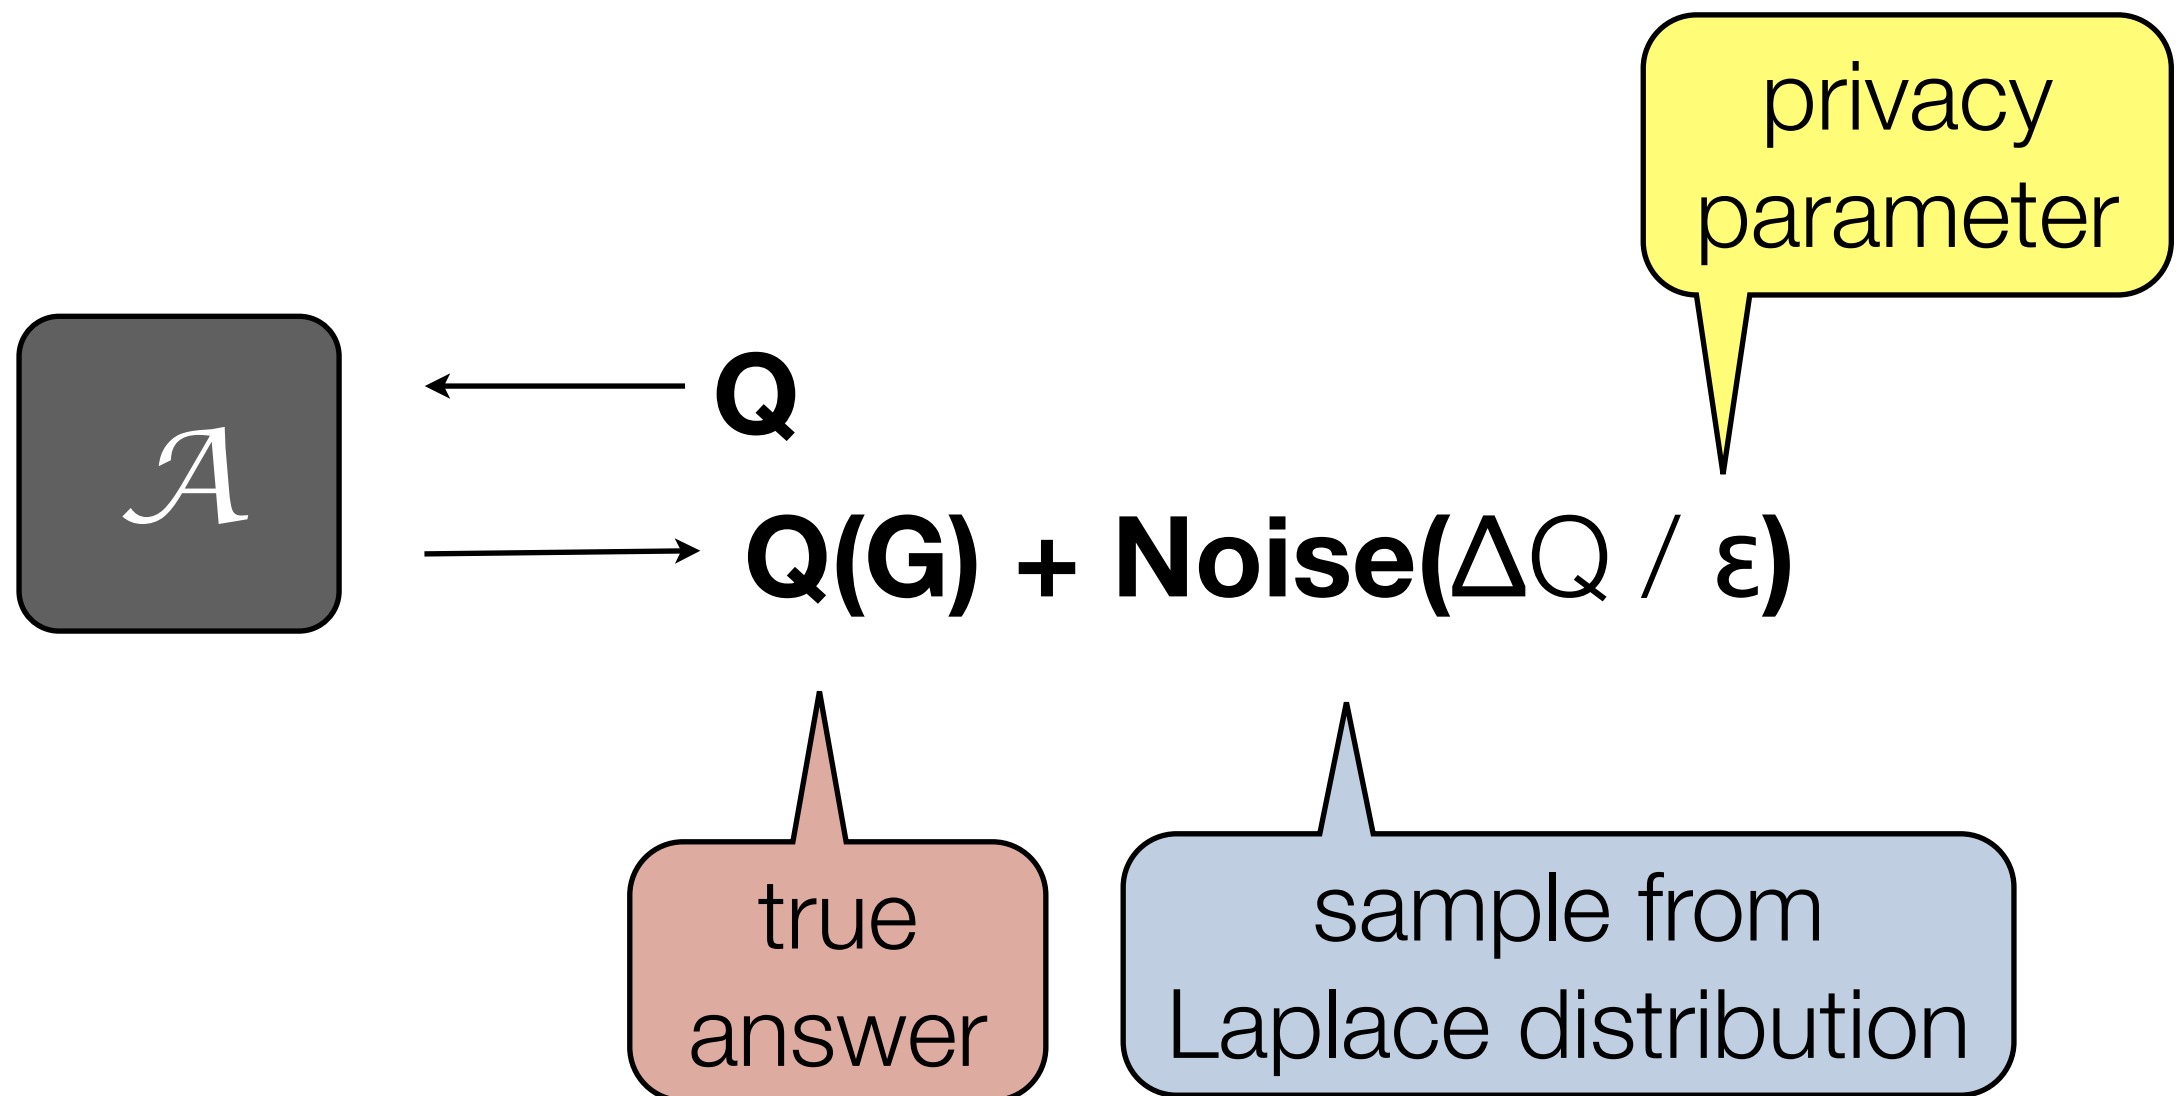 privacy
parameter
Q
𝒜
Q(G) + Noise(ΔQ / ε)
true
answer
sample from
Laplace distribution